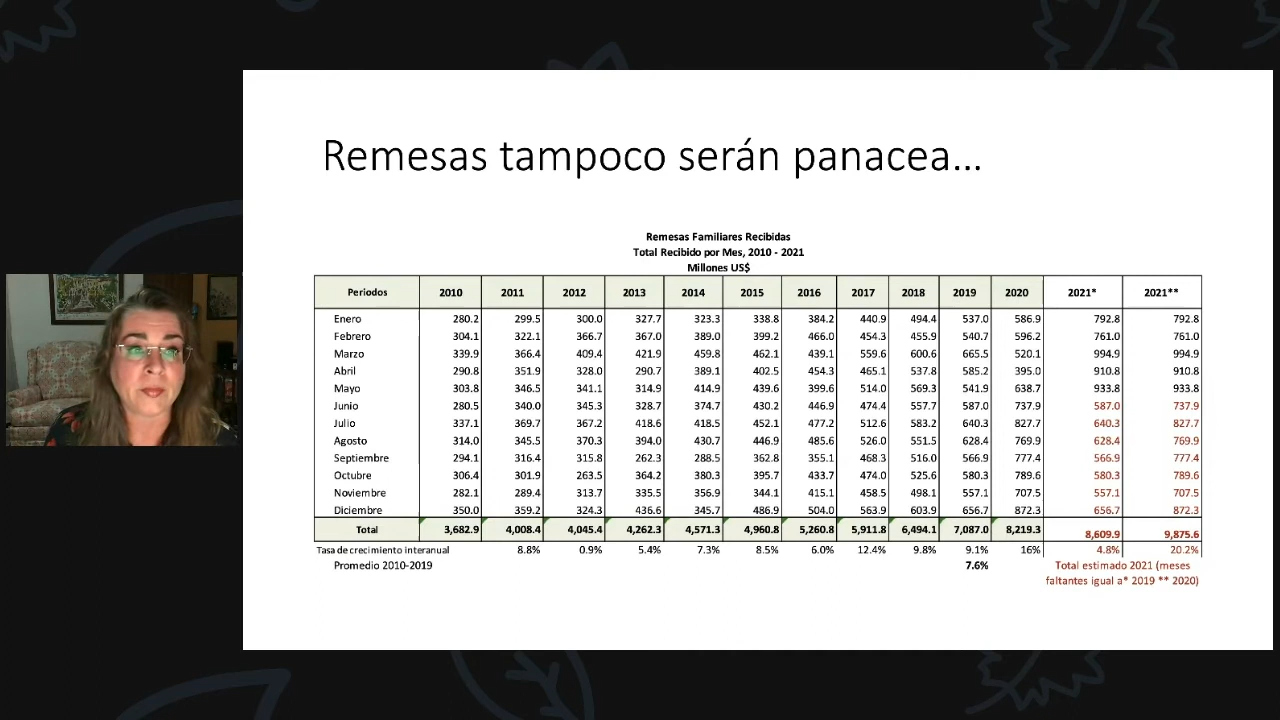 Remesas tampoco serán panacea...
Remesas Familiares Recibidas
Total Recibido por Mes, 2010 - 2021
Millones US$
Periodos 2010 2011 2012 2013 2014 2015 2016 2017 2018 2019 2020 2021* 2021**
Enero 280.2 299.5 300.0 327.7 323.3 338.8 384.2 440.9 494.4 537.0 586.9 792.8 792.8
Febrero 304.1 322.1 366.7 367.0 389.0 399.2 466.0 454.3 455.9 540.7 596.2 761.0 761.0
Marzo 339.9 366.4 409.4 421.9 459.8 462.1 439.1 559.6 600.6 665.5 520.1 994.9 994.9
Abril 290.8 351.9 328.0 290.7 389.1 402.5 454.3 465.1 537.8 585.2 395.0 910.8 910.8
Mayo 303.8 346.5 341.1 314.9 414.9 439.6 399.6 514.0 569.3 541.9 638.7 933.8 933.8
Junio 280.5 340.0 345.3 328.7 374.7 430.2 446.9 474.4 557.7 587.0 737.9 587.0 737.9
Julio 337.1 369.7 367.2 418.6 418.5 452.1 477.2 512.6 583.2 640.3 827.7 640.3 827.7
Agosto 314.0 345.5 370.3 394.0 430.7 446.9 485.6 526.0 551.5 628.4 769.9 628.4 769.9
Septiembre 294.1 316.4 315.8 262.3 288.5 362.8 355.1 468.3 516.0 566.9 777.4 566.9 777.4
Octubre 306.4 301.9 263.5 364.2 380.3 395.7 433.7 474.0 525.6 580.3 789.6 580.3 789.6
Noviembre 282.1 289.4 313.7 335.5 356.9 344.1 415.1 458.5 498.1 557.1 707.5 557.1 707.5
Diciembre 350.0 359.2 324.3 436.6 345.7 486.9 504.0 563.9 603.9 656.7 872.3 656.7 872.3
Total 3,682.9 4,008.4 4,045.4 4,262.3 4,571.3 4,960.8 5,260.8 5,911.8 6,494.1 7,087.0 8,219.3 8,609.9 9,875.6
Tasa de crecimiento interanual 8.8% 0.9% 5.4% 7.3% 8.5% 6.0% 12.4% 9.8% 9.1% 16% 4.8% 20.2%
Promedio 2010-2019 7.6% Total estimado 2021 (meses
faltantes igual a* 2019 ** 2020)